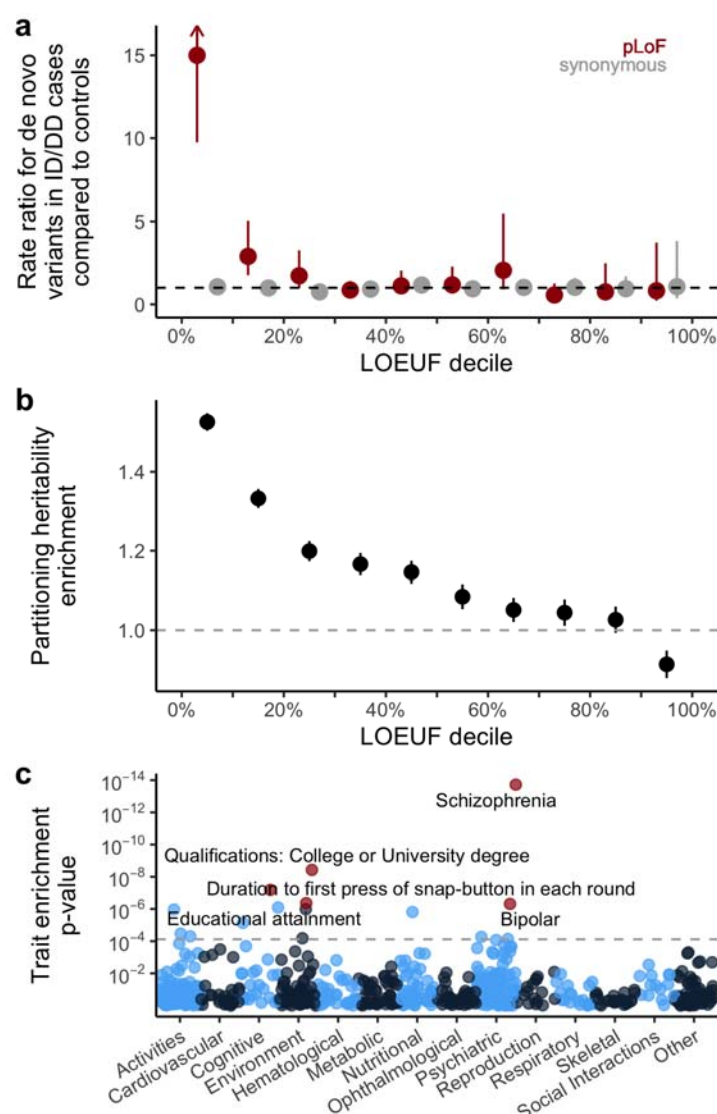 a
Rate ratio for de novo
variants in ID/DD cases
compared to controls
15
10
5
0
pLoF
synonymous
0%
20%
40%
60%
80%
100%
LOEUF decile
b
Partitioning heritability
enrichment
1.4
1.2
1.0
0%
20%
40%
60%
80%
100%
LOEUF decile
c
Trait enrichment
p-value
10⁻¹⁴
10⁻¹²
10⁻¹⁰
10⁻⁸
10⁻⁶
10⁻⁴
10⁻²
Schizophrenia
Qualifications: College or University degree
Duration to first press of snap-button in each round
Educational attainment
Bipolar
Activities
Cardiovascular
Cognitive
Environment
Hematological
Metabolic
Nutritional
Ophthalmological
Psychiatric
Reproduction
Respiratory
Skeletal
Social Interactions
Other